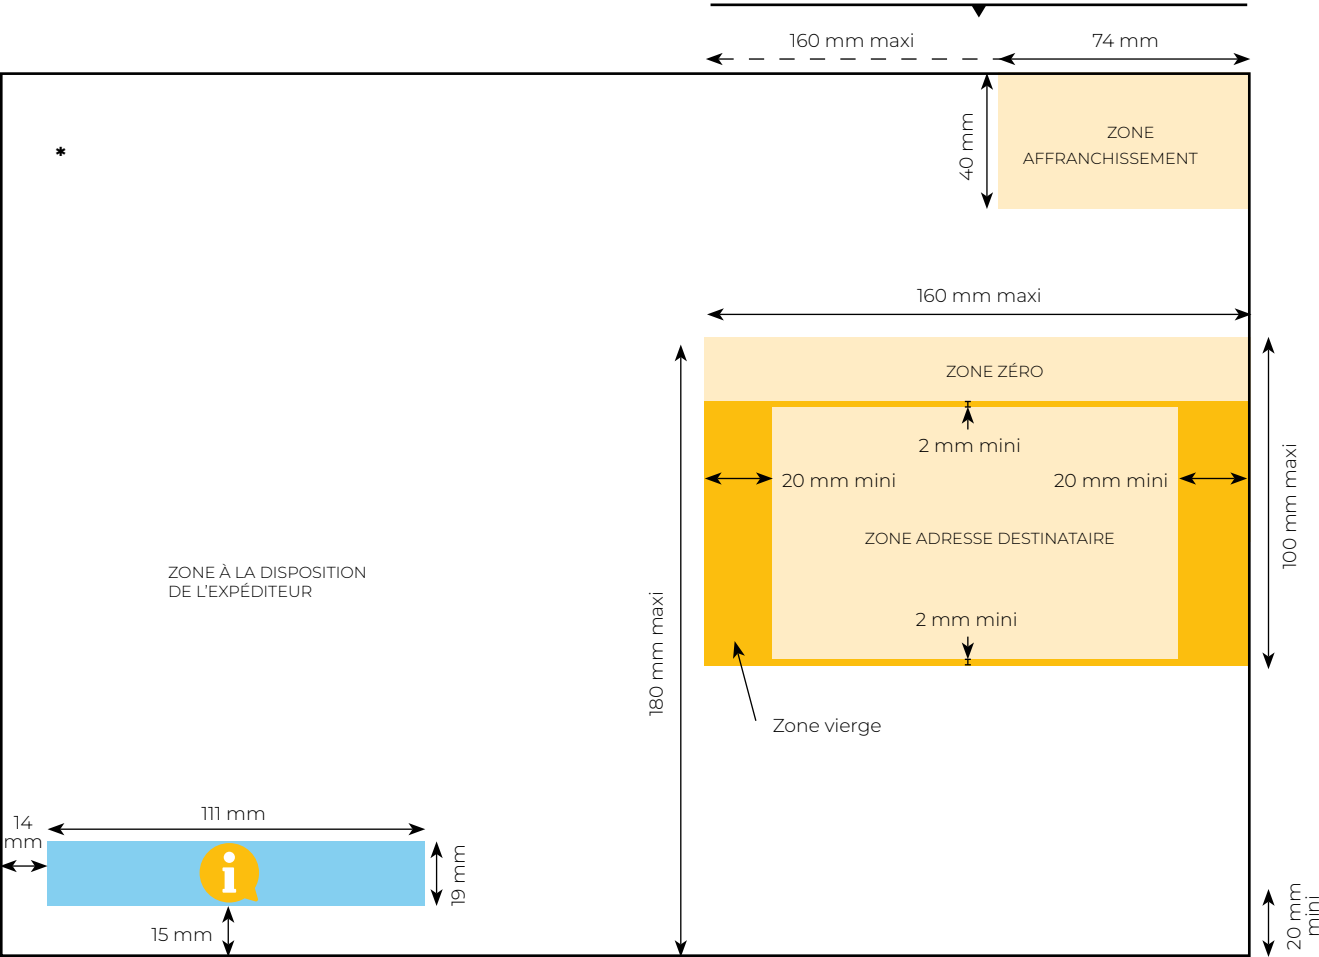 160 mm maxi
74 mm
*
40 mm
ZONE
AFFRANCHISSEMENT
160 mm maxi
ZONE ZÉRO
2 mm mini
20 mm mini
20 mm mini
100 mm maxi
ZONE ADRESSE DESTINATAIRE
ZONE À LA DISPOSITION
DE L'EXPÉDITEUR
2 mm mini
180 mm maxi
Zone vierge
111 mm
14
mm
i
19 mm
15 mm
20 mm
mini